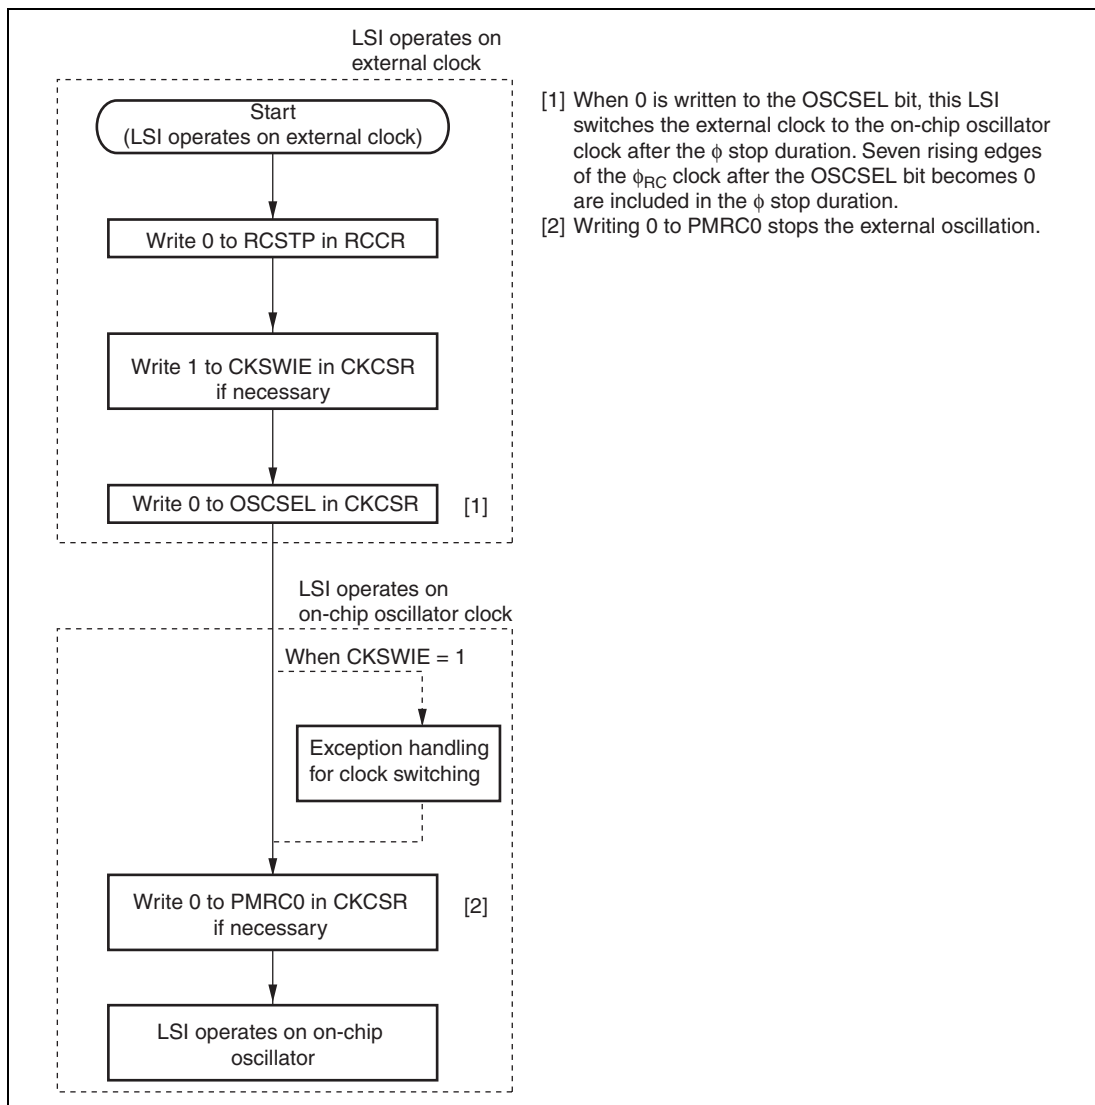 LSI operates on
external clock
Start
(LSI operates on external clock)
Write 0 to RCSTP in RCCR
Write 1 to CKSWIE in CKCSR
if necessary
Write 0 to OSCSEL in CKCSR
[1]
LSI operates on
on-chip oscillator clock
When CKSWIE = 1
Exception handling
for clock switching
Write 0 to PMRC0 in CKCSR
if necessary
[2]
LSI operates on on-chip
oscillator
[1] When 0 is written to the OSCSEL bit, this LSI
switches the external clock to the on-chip oscillator
clock after the ϕ stop duration. Seven rising edges
of the ϕRC clock after the OSCSEL bit becomes 0
are included in the ϕ stop duration.
[2] Writing 0 to PMRC0 stops the external oscillation.